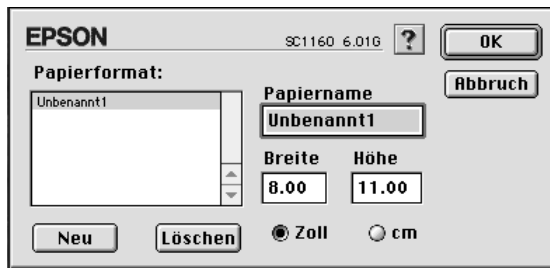 EPSON
SC1160 6.01G
?
OK
Papierformat:
Abbruch
Unbenannt1
Papiername
Unbenannt1
Breite Höhe
8.00 11.00
Neu Löschen
Zoll cm